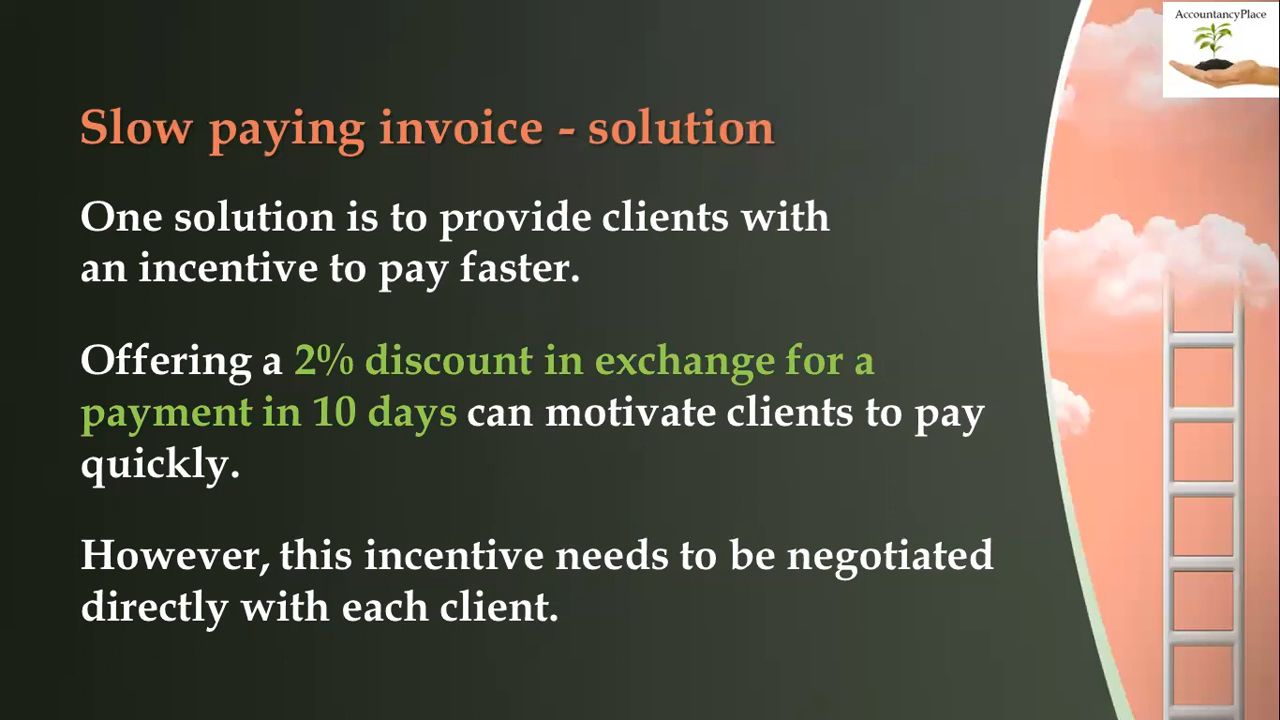 AccountancyPlace
Slow paying invoice - solution
One solution is to provide clients with
an incentive to pay faster.
Offering a 2% discount in exchange for a
payment in 10 days can motivate clients to pay
quickly.
However, this incentive needs to be negotiated
directly with each client.